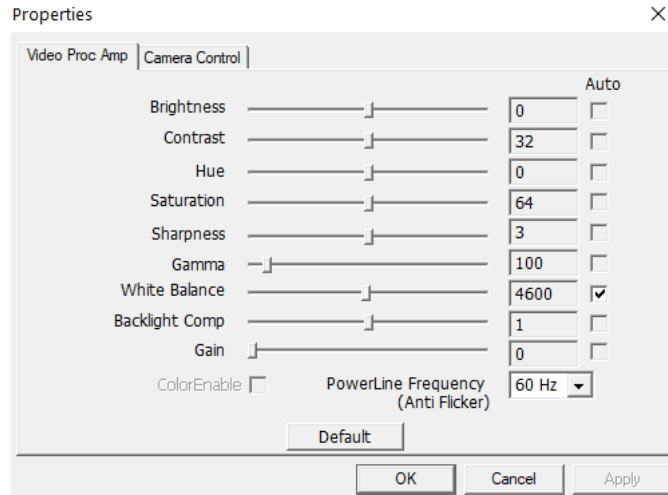 Properties
Video Proc Amp Camera Control
Auto
Brightness 0
Contrast 32
Hue 0
Saturation 64
Sharpness 3
Gamma 100
White Balance 4600
Backlight Comp 1
Gain 0
ColorEnable PowerLine Frequency 60 Hz
(Anti Flicker)
Default
OK Cancel Apply